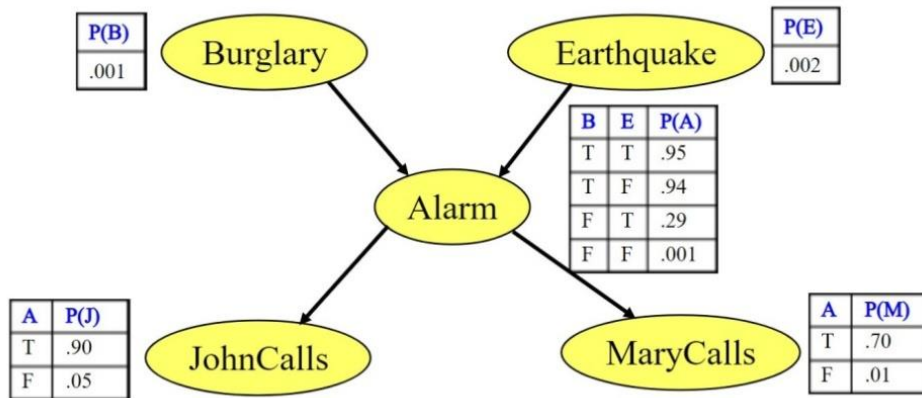 P(B)
.001
Burglary
Earthquake
P(E)
.002
B E P(A)
T T .95
T F .94
F T .29
F F .001
Alarm
A P(J)
T .90
F .05
JohnCalls
MaryCalls
A P(M)
T .70
F .01